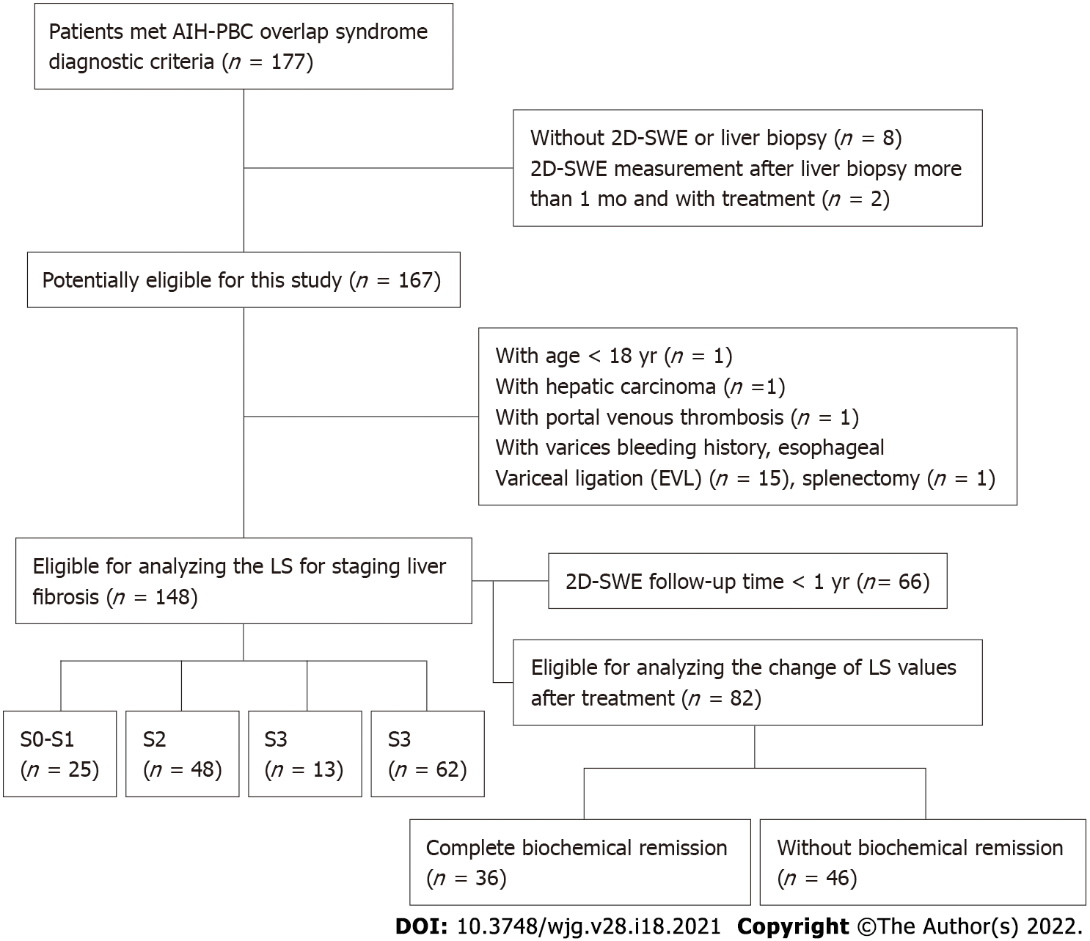 Patients met AIH-PBC overlap syndrome
diagnostic criteria (n = 177)
Without 2D-SWE or liver biopsy (n = 8)
2D-SWE measurement after liver biopsy more
than 1 mo and with treatment (n = 2)
Potentially eligible for this study (n = 167)
With age < 18 yr (n = 1)
With hepatic carcinoma (n =1)
With portal venous thrombosis (n = 1)
With varices bleeding history, esophageal
Variceal ligation (EVL) (n = 15), splenectomy (n = 1)
Eligible for analyzing the LS for staging liver
fibrosis (n = 148)
2D-SWE follow-up time < 1 yr (n= 66)
Eligible for analyzing the change of LS values
after treatment (n = 82)
S0-S1
(n = 25)
S2
(n = 48)
S3
(n = 13)
S3
(n = 62)
Complete biochemical remission
(n = 36)
Without biochemical remission
(n = 46)
DOI: 10.3748/wjg.v28.i18.2021 Copyright ©The Author(s) 2022.